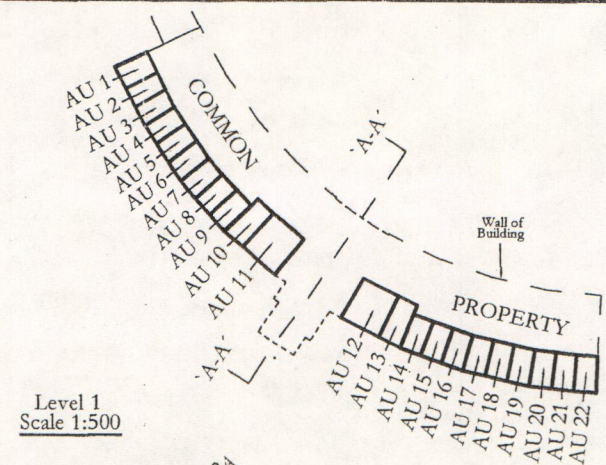 AU 1
AU 2
AU 3
AU 4
AU 5
AU 6
AU 7
AU 8
AU 9
AU 10
AU 11
COMMON
'A-A'
Wall of
Building
PROPERTY
'A-A'
AU 12
AU 13
AU 14
AU 15
AU 16
AU 17
AU 18
AU 19
AU 20
AU 21
AU 22
Level 1
Scale 1:500